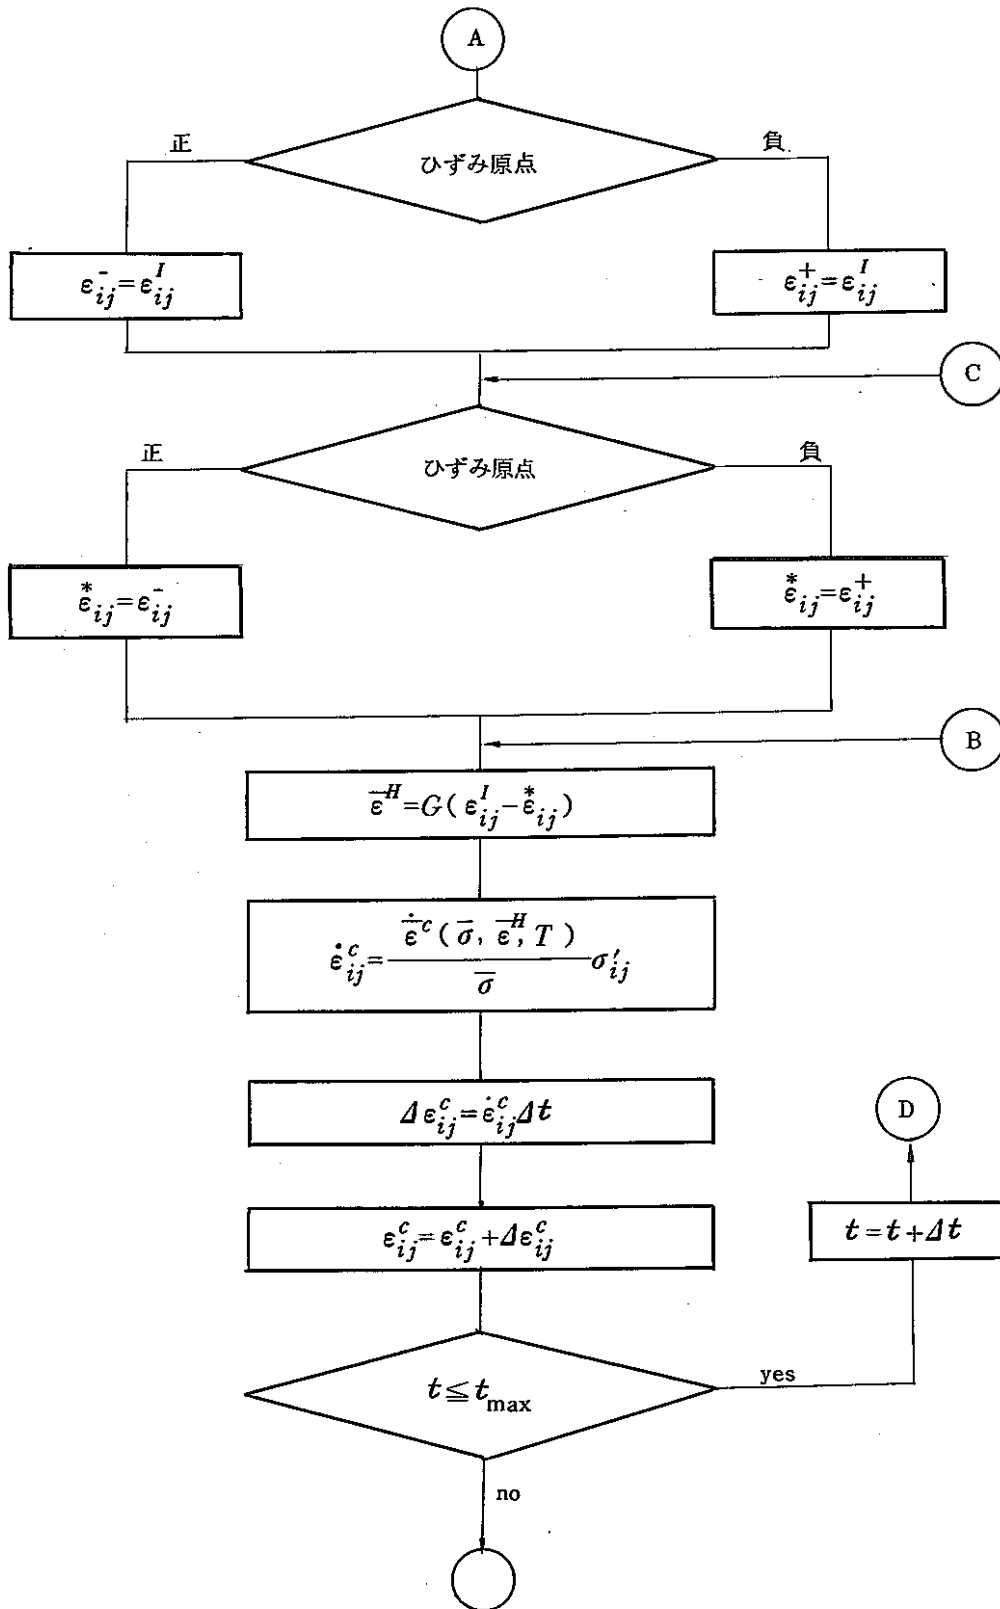 A
正
負
ひずみ原点
ε⁻ᵢⱼ=εᴵᵢⱼ
ε⁺ᵢⱼ=εᴵᵢⱼ
C
正
負
ひずみ原点
ε*ᵢⱼ=ε⁻ᵢⱼ
ε*ᵢⱼ=ε⁺ᵢⱼ
B
ε̄ᴴ=G(εᴵᵢⱼ-ε*ᵢⱼ)
ε̇ᶜᵢⱼ= ε̄̇ᶜ(σ̄, ε̄ᴴ, T) / σ̄ σ′ᵢⱼ
D
Δεᶜᵢⱼ=ε̇ᶜᵢⱼΔt
εᶜᵢⱼ=εᶜᵢⱼ+Δεᶜᵢⱼ
t=t+Δt
t≦t_max
yes
no